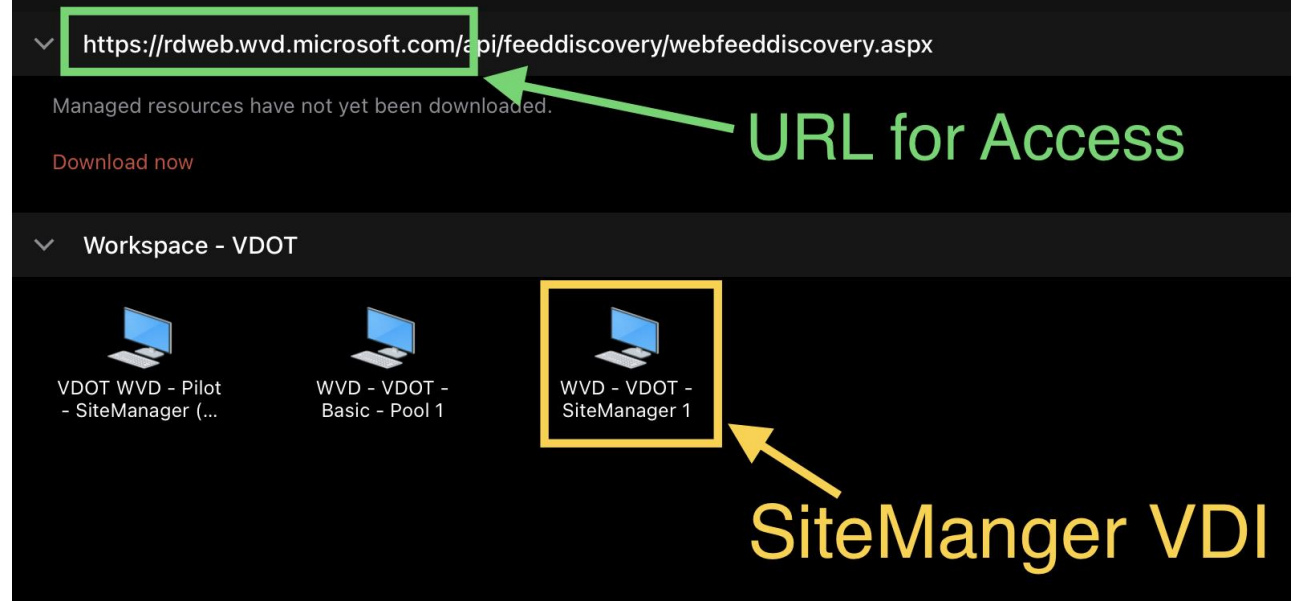 https://rdweb.wvd.microsoft.com/api/feeddiscovery/webfeeddiscovery.aspx
Managed resources have not yet been downloaded.
URL for Access
Download now
Workspace - VDOT
VDOT WVD - Pilot
- SiteManager (...
WVD - VDOT -
Basic - Pool 1
WVD - VDOT -
SiteManager 1
SiteManger VDI